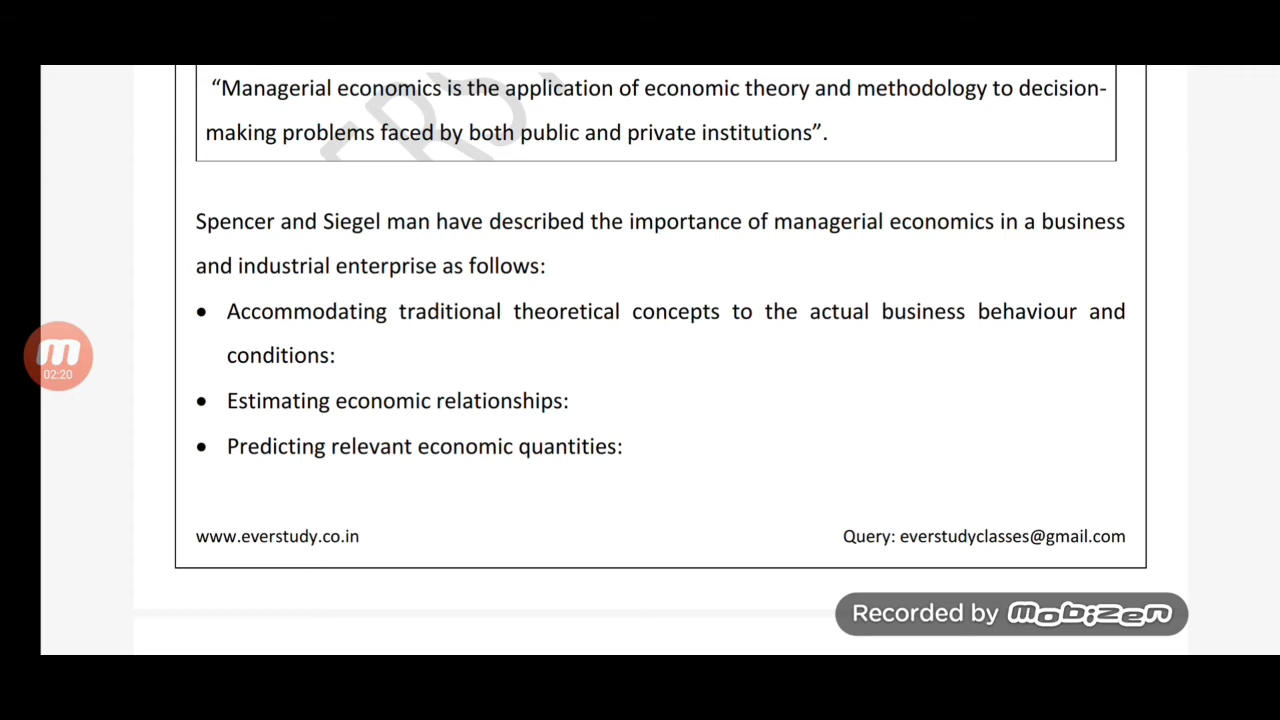 “Managerial economics is the application of economic theory and methodology to decision-
making problems faced by both public and private institutions”.
Spencer and Siegel man have described the importance of managerial economics in a business
and industrial enterprise as follows:
• Accommodating traditional theoretical concepts to the actual business behaviour and
conditions:
• Estimating economic relationships:
• Predicting relevant economic quantities:
www.everstudy.co.in Query: everstudyclasses@gmail.com
02:20
Recorded by mobizen